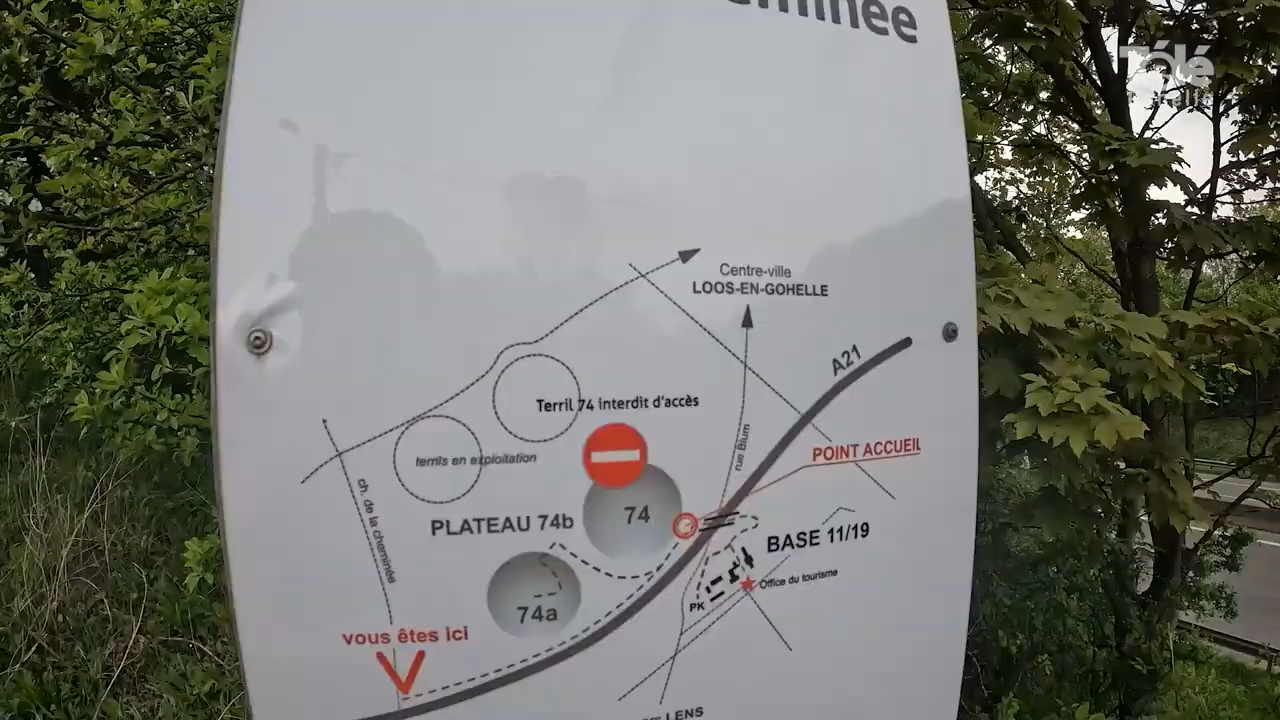 Télé
Centre-ville
LOOS-EN-GOHELLE
A21
Terril 74 interdit d'accès
rue Blum
POINT ACCUEIL
terrils en exploitation
ch. de la cheminée
PLATEAU 74b
74
BASE 11/19
Office du tourisme
PK
74a
vous êtes ici
LENS